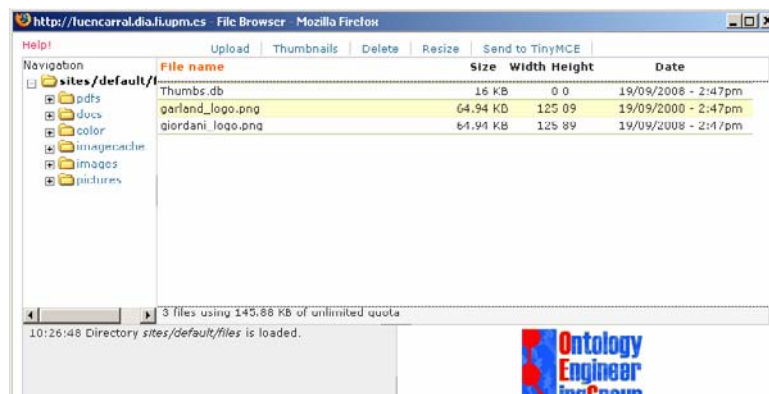 http://fuencarral.dia.fi.upm.es - File Browser - Mozilla Firefox
Help!
Upload Thumbnails Delete Resize Send to TinyMCE
Navigation
sites/default/f
pdfs
docs
color
imagecache
images
pictures
File name Size Width Height Date
Thumbs.db 16 KB 0 0 19/09/2008 - 2:47pm
garland_logo.png 64.94 KB 125 89 19/09/2008 - 2:47pm
giordani_logo.png 64.94 KB 125 89 19/09/2008 - 2:47pm
3 files using 145.88 KB of unlimited quota
10:26:48 Directory sites/default/files is loaded.
Ontology
Engineer
ingGroup